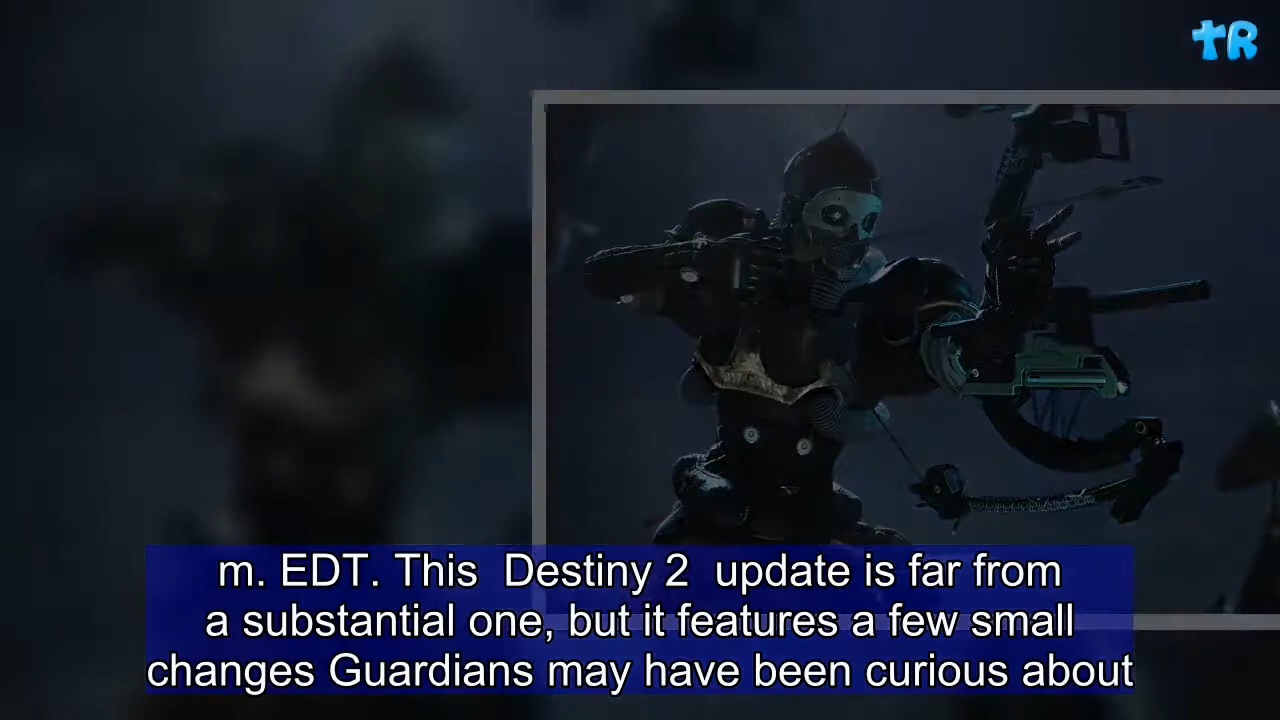 TR
m. EDT. This  Destiny 2  update is far from
a substantial one, but it features a few small
changes Guardians may have been curious about